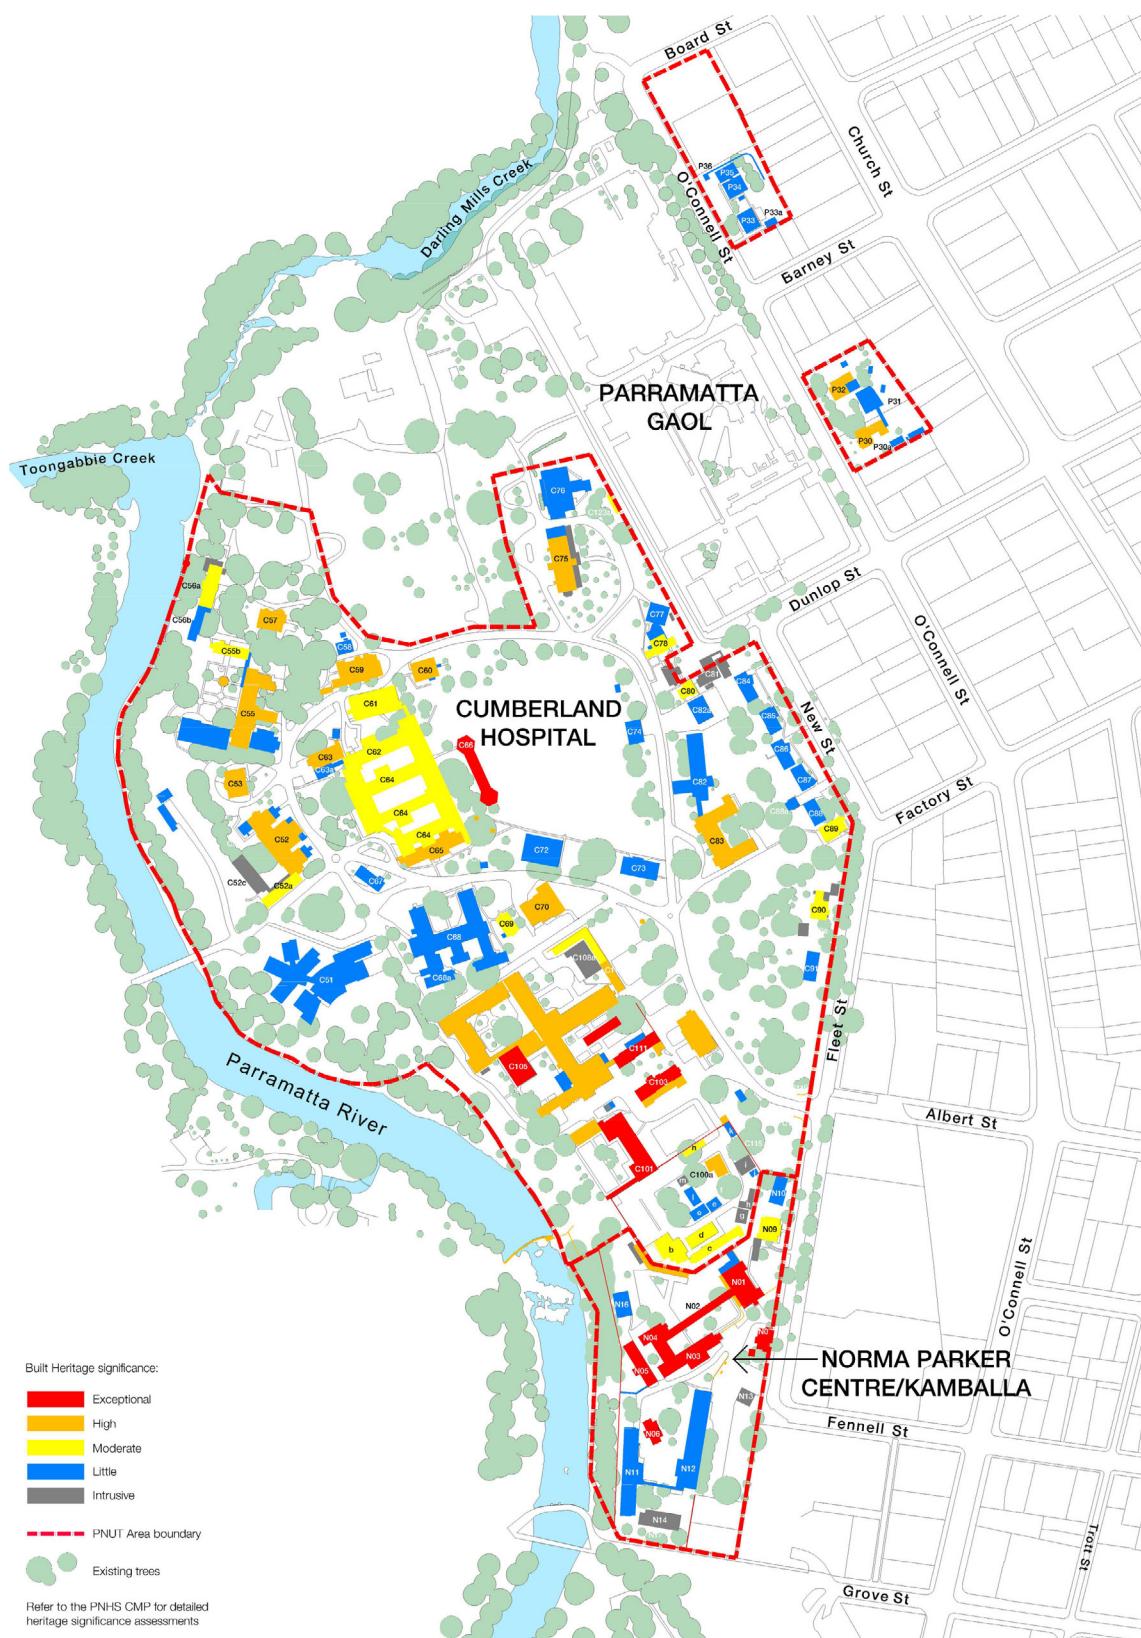 Board St
Church St
Darling Mills Creek
P36
P35
P34
P33
P33a
O'Connell St
Barney St
PARRAMATTA
GAOL
P32
P31
P30
P30a
Toongabbie Creek
C76
C123a
C75
Dunlop St
O'Connell St
C56a
C56b
C57
C55b
C58
C59
C60
C77
C78
C81
C80
C82a
C84
C85
New St
CUMBERLAND
HOSPITAL
C61
C55
C62
C66
C74
C86
C63
C63a
C87
C53
C64
C82
C88a
C88
C89
Factory St
C64
C52
C64
C65
C83
C72
C73
C52c
C52a
C67
C70
C90
C69
C68
C68a
C108a
C91
C51
Fleet St
C105
C111
C103
Parramatta River
Albert St
C115
h
k
C101
C100a
i
j
m
f
l
e
o
N10
h
g
N09
d
b
c
N01
N16
N02
N04
N03
N05
O'Connell St
NORMA PARKER
CENTRE/KAMBALLA
N13
Fennell St
N06
N11
N12
N14
Trott St
Grove St
Built Heritage significance:
Exceptional
High
Moderate
Little
Intrusive
PNUT Area boundary
Existing trees
Refer to the PNHS CMP for detailed
heritage significance assessments